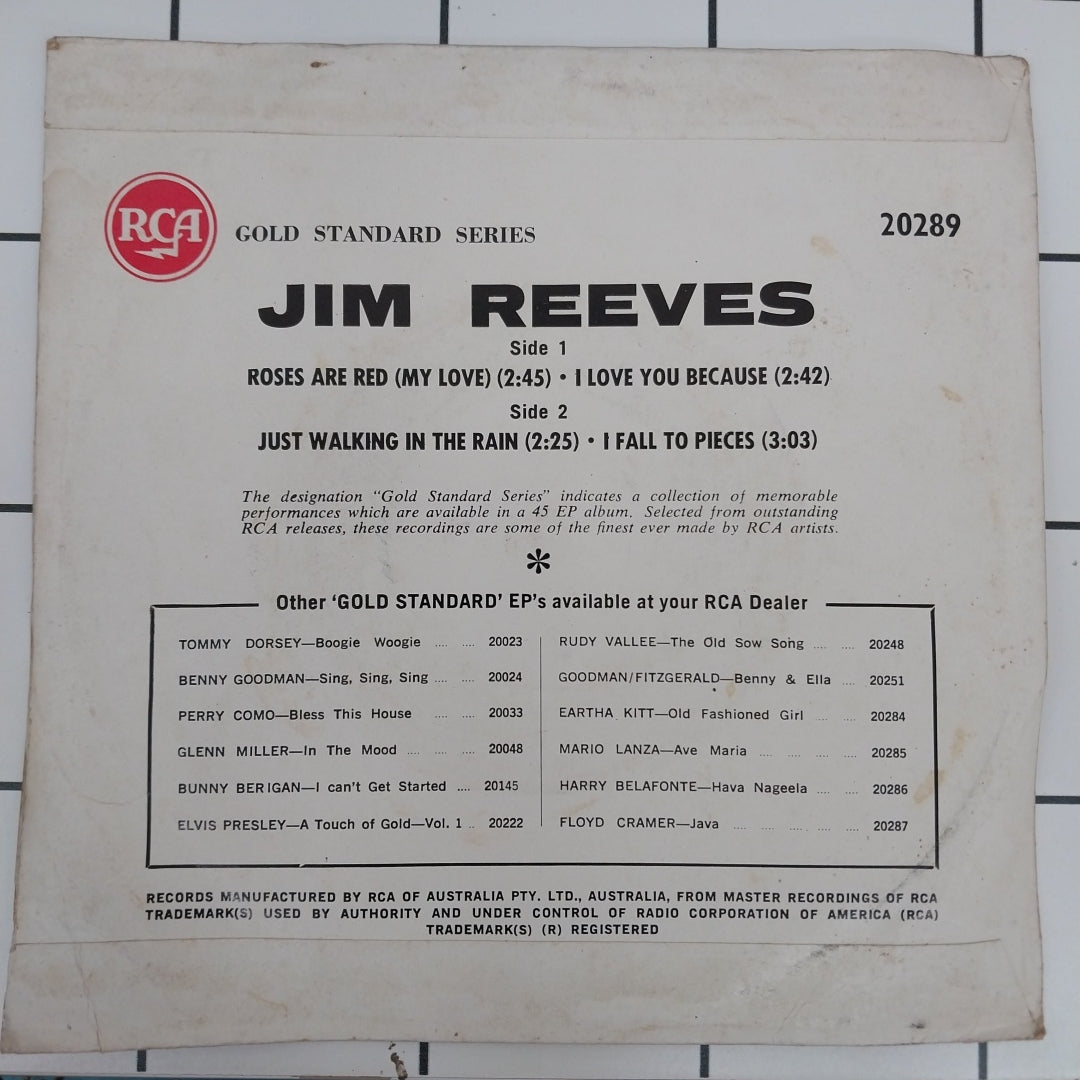 RCA
GOLD STANDARD SERIES
20289
JIM REEVES
Side 1
ROSES ARE RED (MY LOVE) (2:45) • I LOVE YOU BECAUSE (2:42)
Side 2
JUST WALKING IN THE RAIN (2:25) • I FALL TO PIECES (3:03)
The designation “Gold Standard Series” indicates a collection of memorable
performances which are available in a 45 EP album. Selected from outstanding
RCA releases, these recordings are some of the finest ever made by RCA artists.
*
Other ‘GOLD STANDARD’ EP’s available at your RCA Dealer
TOMMY DORSEY—Boogie Woogie .... .... 20023
BENNY GOODMAN—Sing, Sing, Sing .... .... 20024
PERRY COMO—Bless This House .... .... 20033
GLENN MILLER—In The Mood .... .... .... 20048
BUNNY BERIGAN—I can't Get Started .... 20145
ELVIS PRESLEY—A Touch of Gold—Vol. 1 .. 20222
RUDY VALLEE—The Old Sow Song .... .... 20248
GOODMAN/FITZGERALD—Benny & Ella .... 20251
EARTHA KITT—Old Fashioned Girl .... .... 20284
MARIO LANZA—Ave Maria .... .... .... .... 20285
HARRY BELAFONTE—Hava Nageela .... .... 20286
FLOYD CRAMER—Java .... .... .... .... .... 20287
RECORDS MANUFACTURED BY RCA OF AUSTRALIA PTY. LTD., AUSTRALIA, FROM MASTER RECORDINGS OF RCA
TRADEMARK(S) USED BY AUTHORITY AND UNDER CONTROL OF RADIO CORPORATION OF AMERICA (RCA)
TRADEMARK(S) (R) REGISTERED